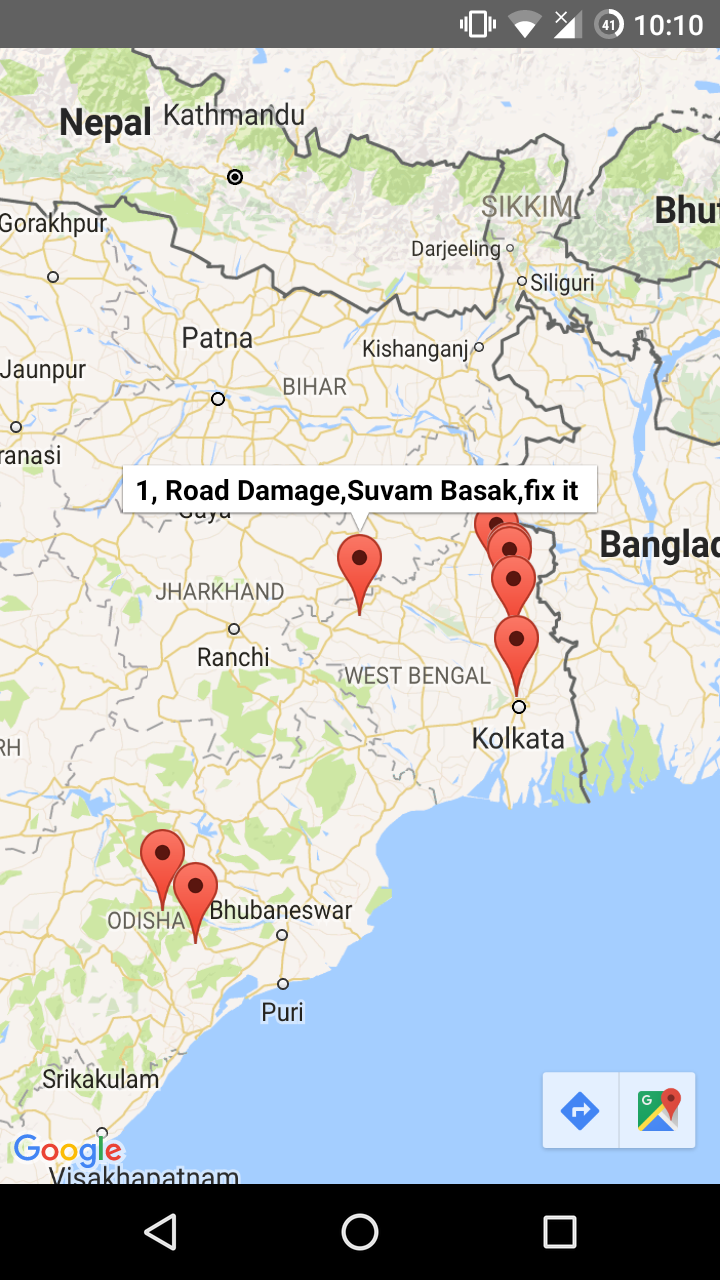 41 10:10
Nepal Kathmandu
SIKKIM
Bhut
Gorakhpur
Darjeeling
Siliguri
Patna
Kishanganj
Jaunpur
BIHAR
ranasi
1, Road Damage,Suvam Basak,fix it
Gaya
Banglad
JHARKHAND
Ranchi
WEST BENGAL
RH
Kolkata
ODISHA
Bhubaneswar
Puri
Srikakulam
Google
Visakhapatnam
G